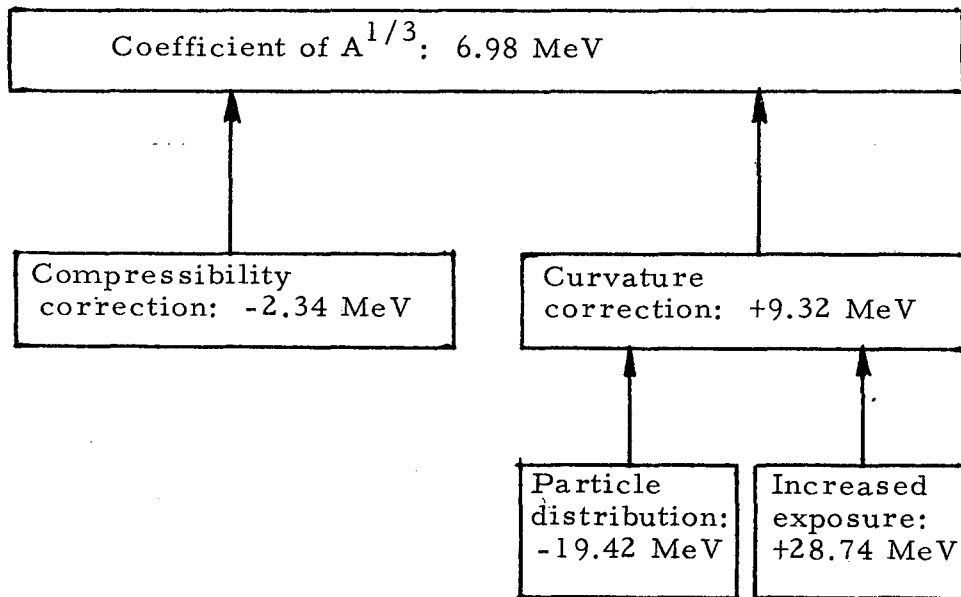 Coefficient of A^1/3: 6.98 MeV
Compressibility
correction: -2.34 MeV
Curvature
correction: +9.32 MeV
Particle
distribution:
-19.42 MeV
Increased
exposure:
+28.74 MeV